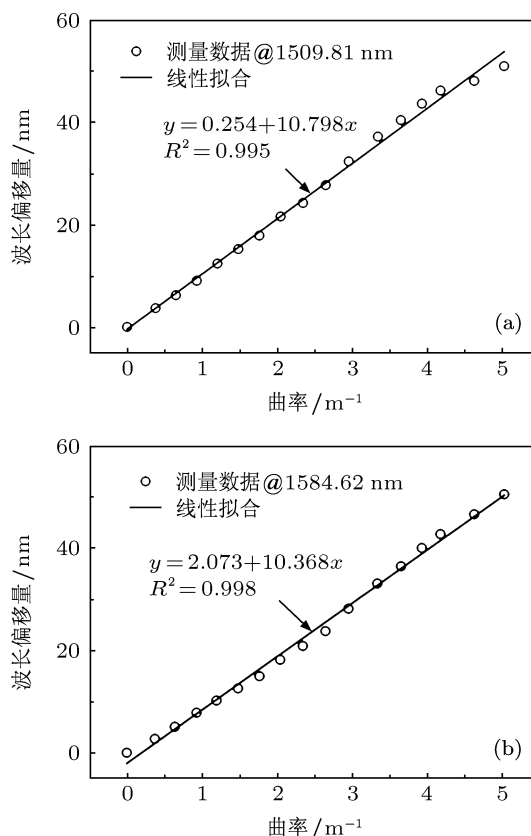 60
40
20
0
波长偏移量/nm
测量数据@1509.81 nm
线性拟合
y=0.254+10.798x
R²=0.995
(a)
0 1 2 3 4 5
曲率/m⁻¹
60
40
20
0
波长偏移量/nm
测量数据@1584.62 nm
线性拟合
y=2.073+10.368x
R²=0.998
(b)
0 1 2 3 4 5
曲率/m⁻¹